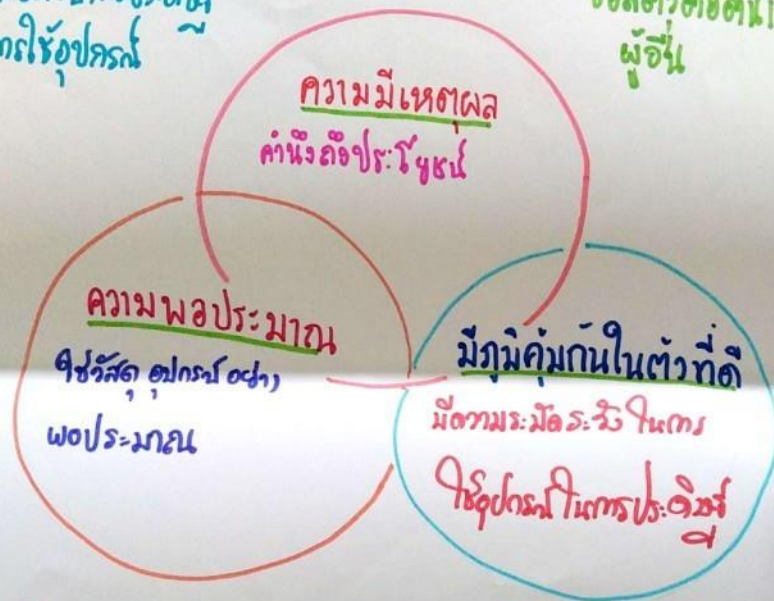 การใช้อุปกรณ์
ผู้อื่น
ความมีเหตุผล
คำนึงถึงประโยชน์
ความพอประมาณ
ใช้วัสดุ อุปกรณ์ อย่าง
พอประมาณ
มีภูมิคุ้มกันในตัวที่ดี
มีความระมัดระวัง ในการ
ใช้อุปกรณ์ ในการประดิษฐ์